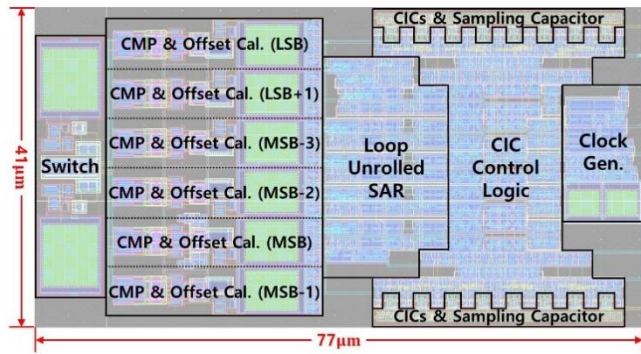 CICs & Sampling Capacitor
CMP & Offset Cal. (LSB)
CMP & Offset Cal. (LSB+1)
CMP & Offset Cal. (MSB-3)
CMP & Offset Cal. (MSB-2)
CMP & Offset Cal. (MSB)
CMP & Offset Cal. (MSB-1)
Switch
Loop
Unrolled
SAR
CIC
Control
Logic
Clock
Gen.
CICs & Sampling Capacitor
41μm
77μm